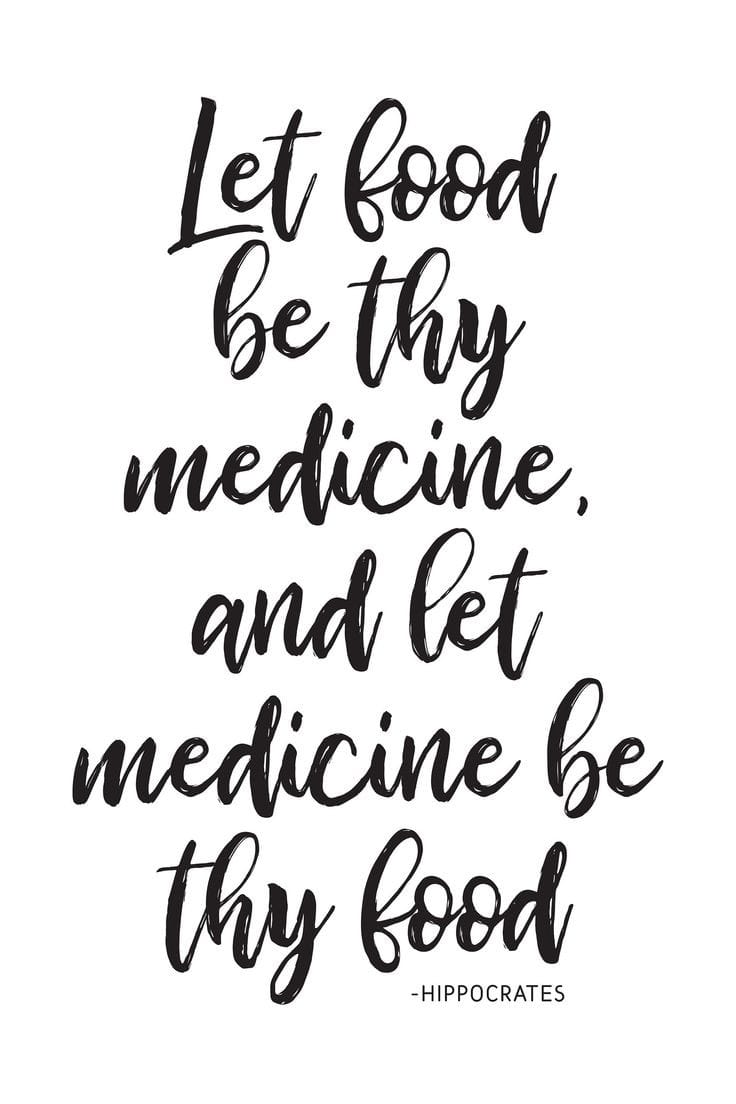 Let food
be thy
medicine,
and let
medicine be
thy food
-HIPPOCRATES